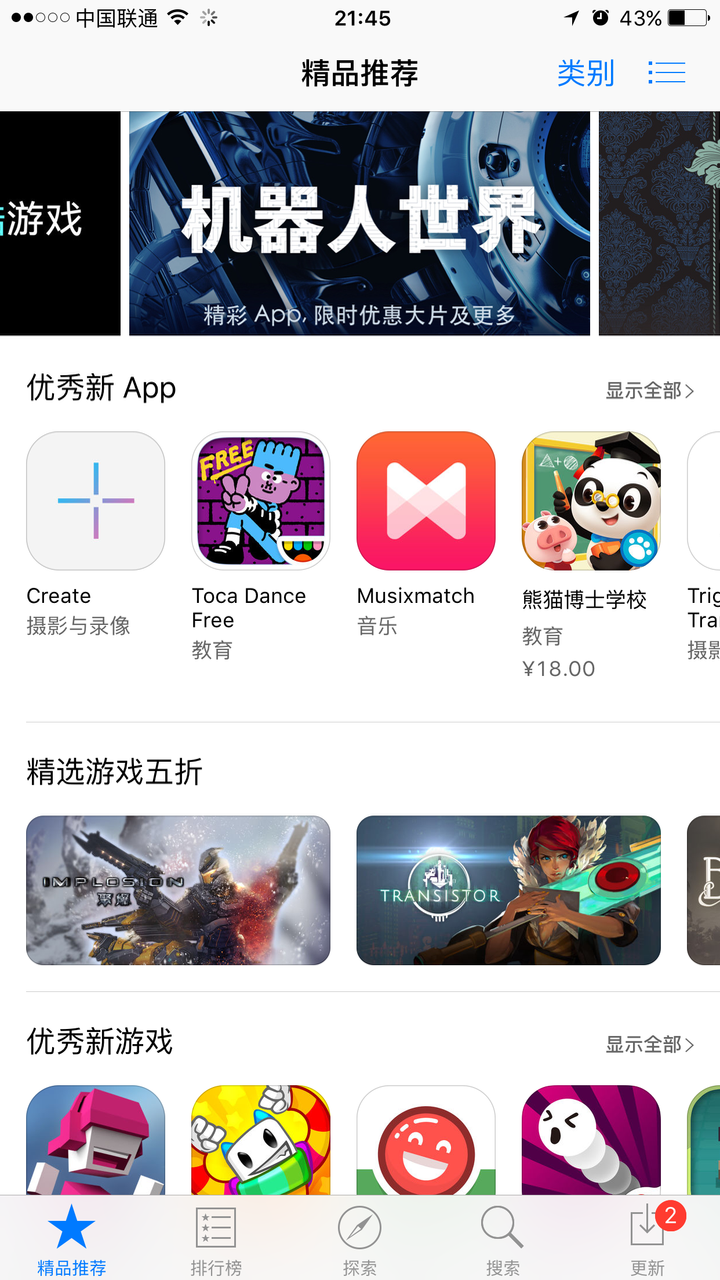 中国联通
21:45
43%
精品推荐
类别
游戏
机器人世界
精彩 App, 限时优惠大片及更多
优秀新 App
显示全部
FREE
Create
摄影与录像
Toca Dance
Free
教育
Musixmatch
音乐
熊猫博士学校
教育
¥18.00
Trig
Tra
摄影
精选游戏五折
IMPLOSION
聚爆
TRANSISTOR
优秀新游戏
显示全部
精品推荐
排行榜
探索
搜索
2
更新